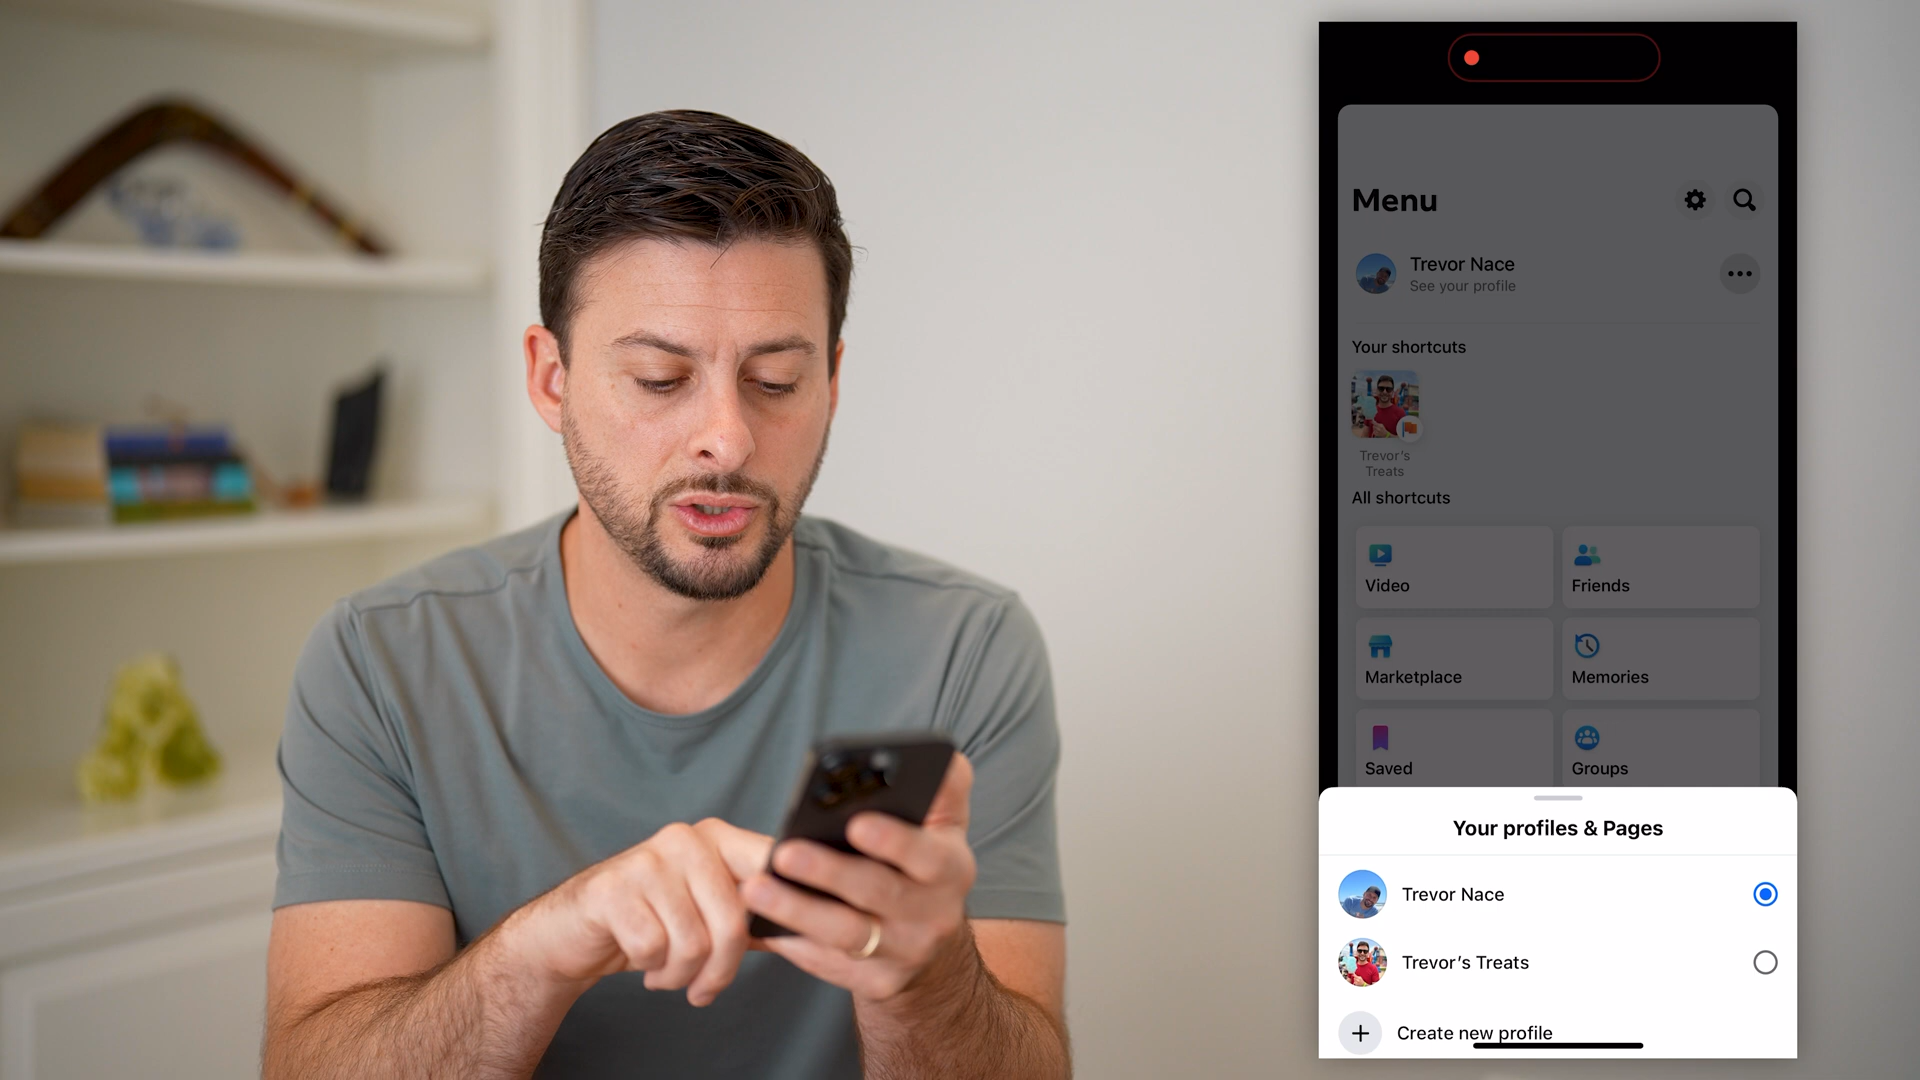 Menu
Trevor Nace
See your profile
Your shortcuts
Trevor's
Treats
All shortcuts
Video
Friends
Marketplace
Memories
Saved
Groups
Your profiles & Pages
Trevor Nace
Trevor's Treats
Create new profile